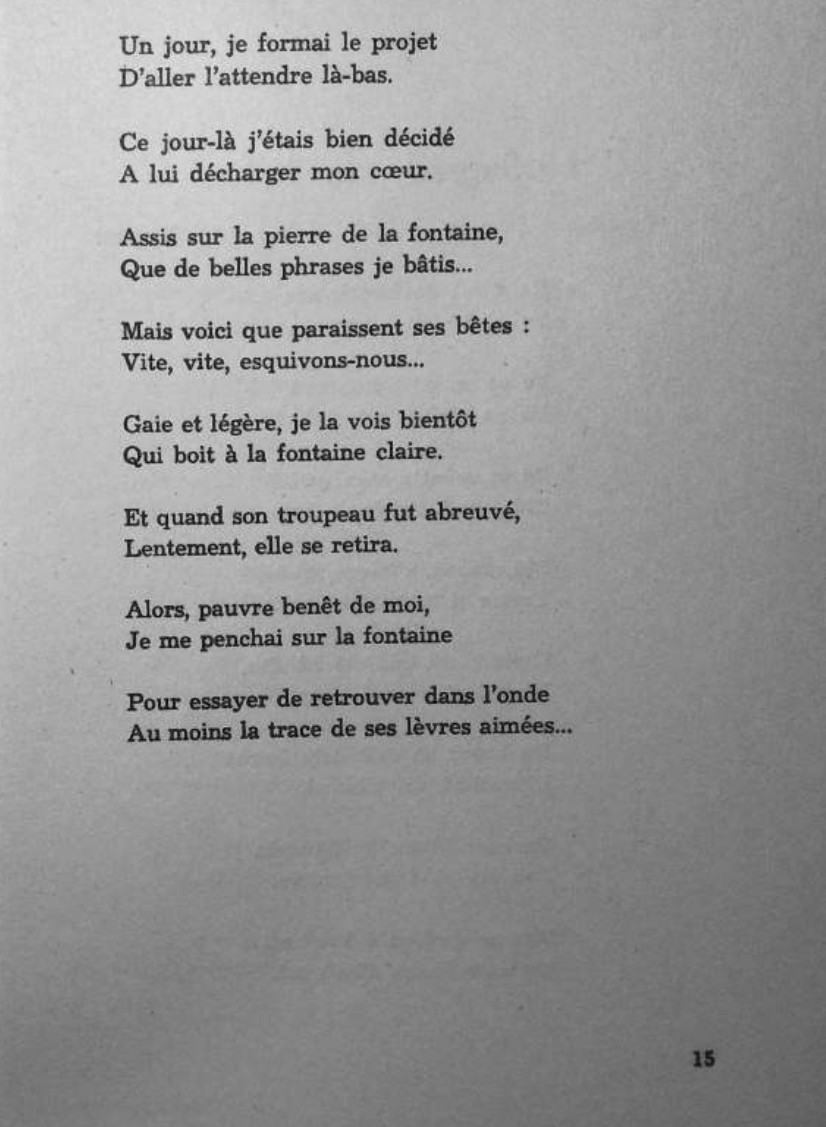 Un jour, je formai le projet
D'aller l'attendre là-bas.
Ce jour-là j'étais bien décidé
A lui décharger mon cœur.
Assis sur la pierre de la fontaine,
Que de belles phrases je bâtis...
Mais voici que paraissent ses bêtes :
Vite, vite, esquivons-nous...
Gaie et légère, je la vois bientôt
Qui boit à la fontaine claire.
Et quand son troupeau fut abreuvé,
Lentement, elle se retira.
Alors, pauvre benêt de moi,
Je me penchai sur la fontaine
Pour essayer de retrouver dans l'onde
Au moins la trace de ses lèvres aimées...
15